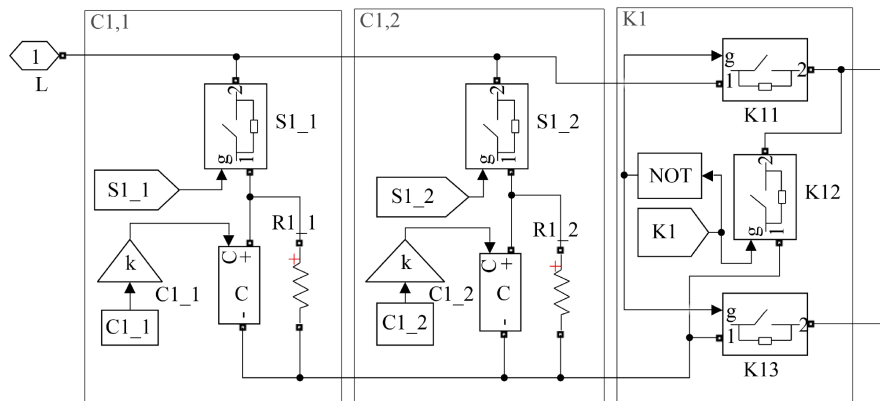 C1,1
C1,2
K1
1
L
2
S1_1
g
1
S1_1
R1_1
+
k
C
+
C
-
C1_1
C1_1
2
S1_2
g
1
S1_2
R1_2
+
k
C
+
C
-
C1_2
C1_2
g
1
2
K11
NOT
2
K12
g
1
K1
g
1
2
K13